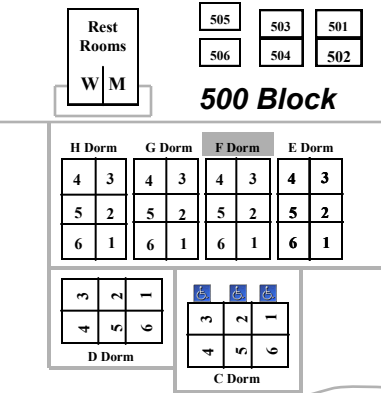 Rest
Rooms
W M
505 503 501
506 504 502
500 Block
H Dorm G Dorm F Dorm E Dorm
4 3 4 3 4 3 4 3
5 2 5 2 5 2 5 2
6 1 6 1 6 1 6 1
3 2 1
4 5 6
D Dorm
3 2 1
4 5 6
C Dorm